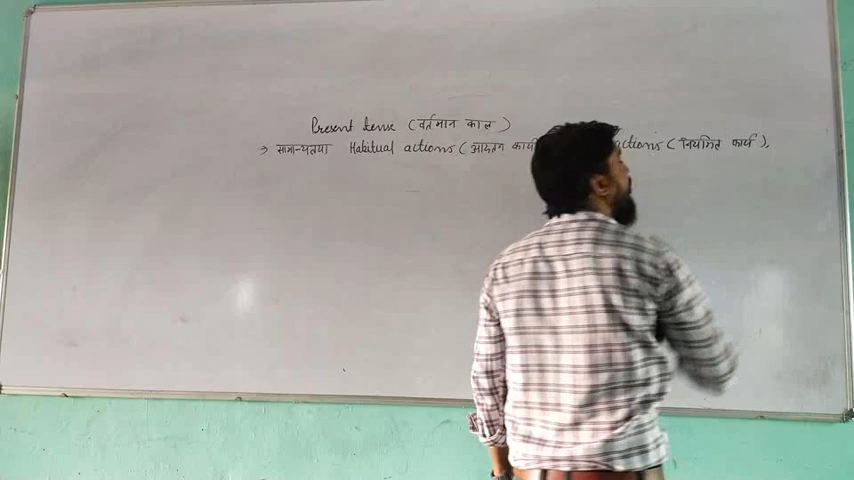 Present tense (वर्तमान काल)
→ सामान्यतया Habitual actions (आदतन कार्य actions (नियमित कार्य),